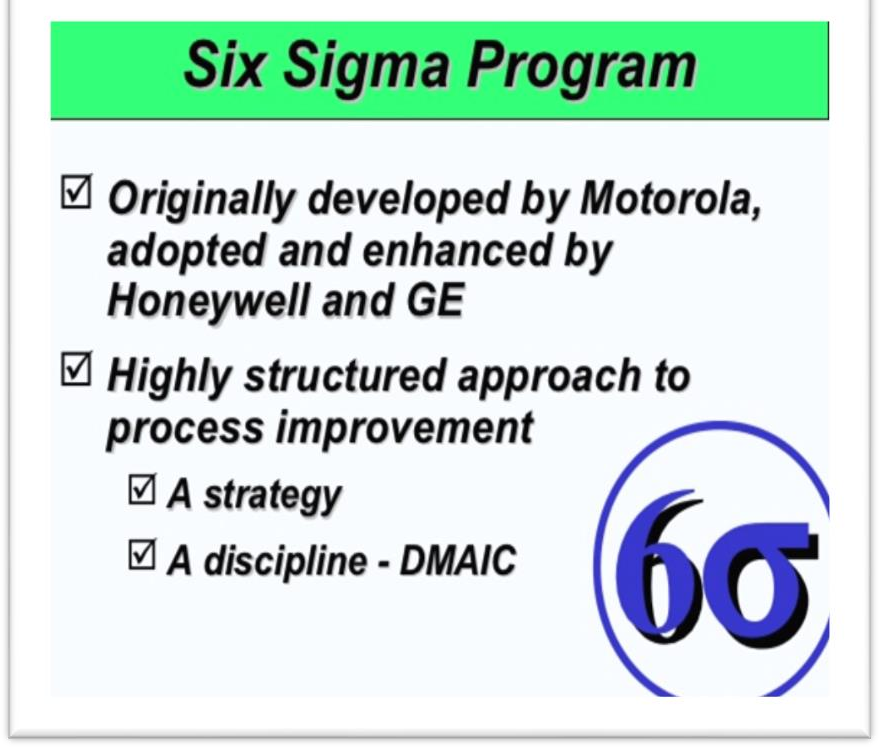 Six Sigma Program
☑ Originally developed by Motorola,
adopted and enhanced by
Honeywell and GE
☑ Highly structured approach to
process improvement
☑ A strategy
☑ A discipline - DMAIC
6σ